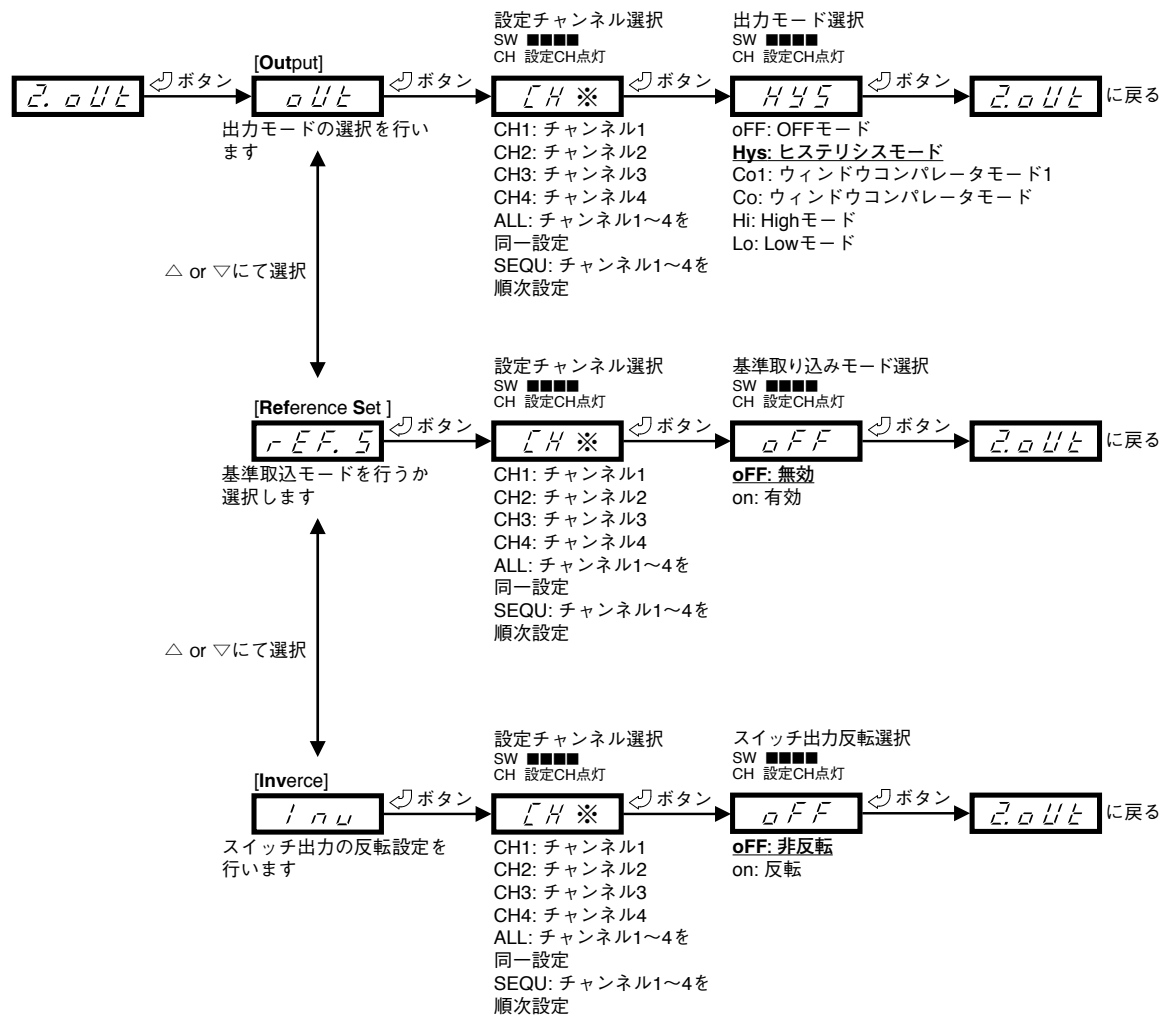 2. oUt
ボタン
[Output]
oUt
出力モードの選択を行い
ます
ボタン
設定チャンネル選択
SW ■■■■
CH 設定CH点灯
CH ※
CH1: チャンネル1
CH2: チャンネル2
CH3: チャンネル3
CH4: チャンネル4
ALL: チャンネル1〜4を
同一設定
SEQU: チャンネル1〜4を
順次設定
ボタン
出力モード選択
SW ■■■■
CH 設定CH点灯
HYS
oFF: OFFモード
Hys: ヒステリシスモード
Co1: ウィンドウコンパレータモード1
Co: ウィンドウコンパレータモード
Hi: Highモード
Lo: Lowモード
ボタン
2.oUt に戻る
△ or ▽にて選択
[Reference Set ]
rEF. S
基準取込モードを行うか
選択します
ボタン
設定チャンネル選択
SW ■■■■
CH 設定CH点灯
CH ※
CH1: チャンネル1
CH2: チャンネル2
CH3: チャンネル3
CH4: チャンネル4
ALL: チャンネル1〜4を
同一設定
SEQU: チャンネル1〜4を
順次設定
ボタン
基準取り込みモード選択
SW ■■■■
CH 設定CH点灯
oFF
oFF: 無効
on: 有効
ボタン
2.oUt に戻る
△ or ▽にて選択
[Inverce]
Inv
スイッチ出力の反転設定を
行います
ボタン
設定チャンネル選択
SW ■■■■
CH 設定CH点灯
CH ※
CH1: チャンネル1
CH2: チャンネル2
CH3: チャンネル3
CH4: チャンネル4
ALL: チャンネル1〜4を
同一設定
SEQU: チャンネル1〜4を
順次設定
ボタン
スイッチ出力反転選択
SW ■■■■
CH 設定CH点灯
oFF
oFF: 非反転
on: 反転
ボタン
2.oUt に戻る